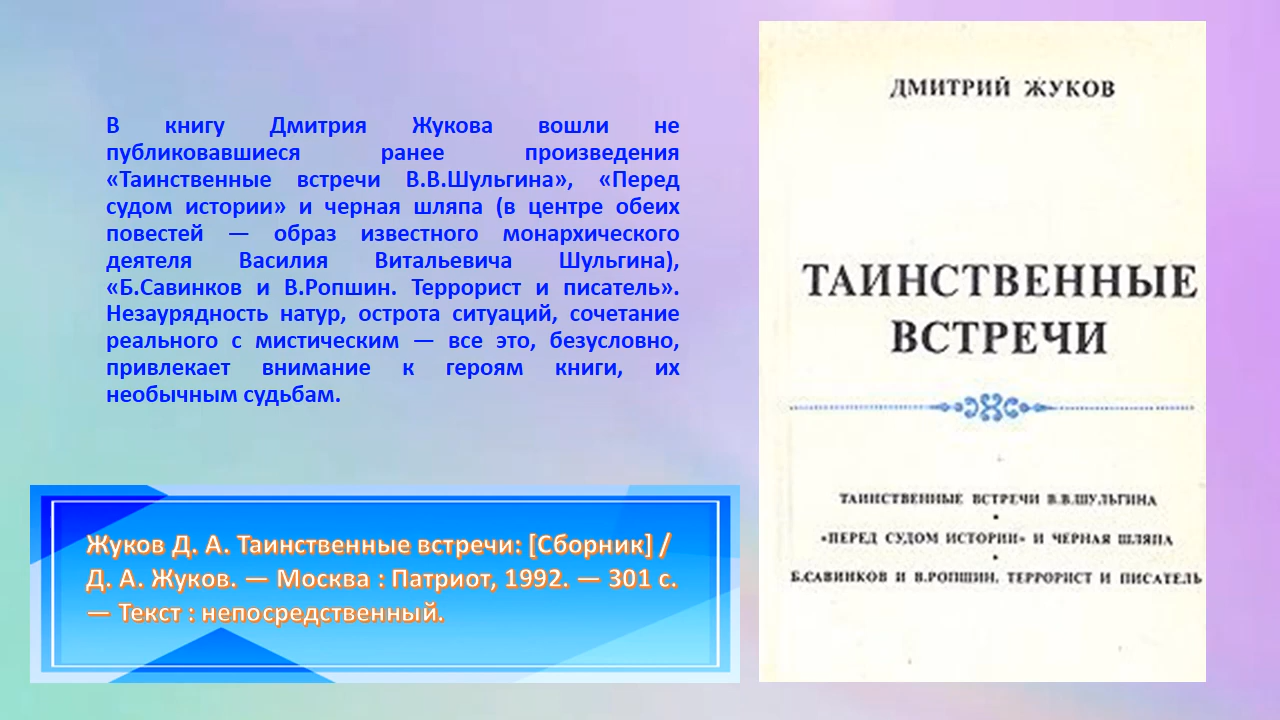 В книгу Дмитрия Жукова вошли не
публиковавшиеся ранее произведения
«Таинственные встречи В.В.Шульгина», «Перед
судом истории» и черная шляпа (в центре обеих
повестей — образ известного монархического
деятеля Василия Витальевича Шульгина),
«Б.Савинков и В.Ропшин. Террорист и писатель».
Незаурядность натур, острота ситуаций, сочетание
реального с мистическим — все это, безусловно,
привлекает внимание к героям книги, их
необычным судьбам.
Жуков Д. А. Таинственные встречи: [Сборник] /
Д. А. Жуков. — Москва : Патриот, 1992. — 301 с.
— Текст : непосредственный.
ДМИТРИЙ ЖУКОВ
ТАИНСТВЕННЫЕ
ВСТРЕЧИ
ТАИНСТВЕННЫЕ ВСТРЕЧИ В.В.ШУЛЬГИНА
•
«ПЕРЕД СУДОМ ИСТОРИИ» И ЧЕРНАЯ ШЛЯПА
•
Б.САВИНКОВ И В.РОПШИН. ТЕРРОРИСТ И ПИСАТЕЛЬ